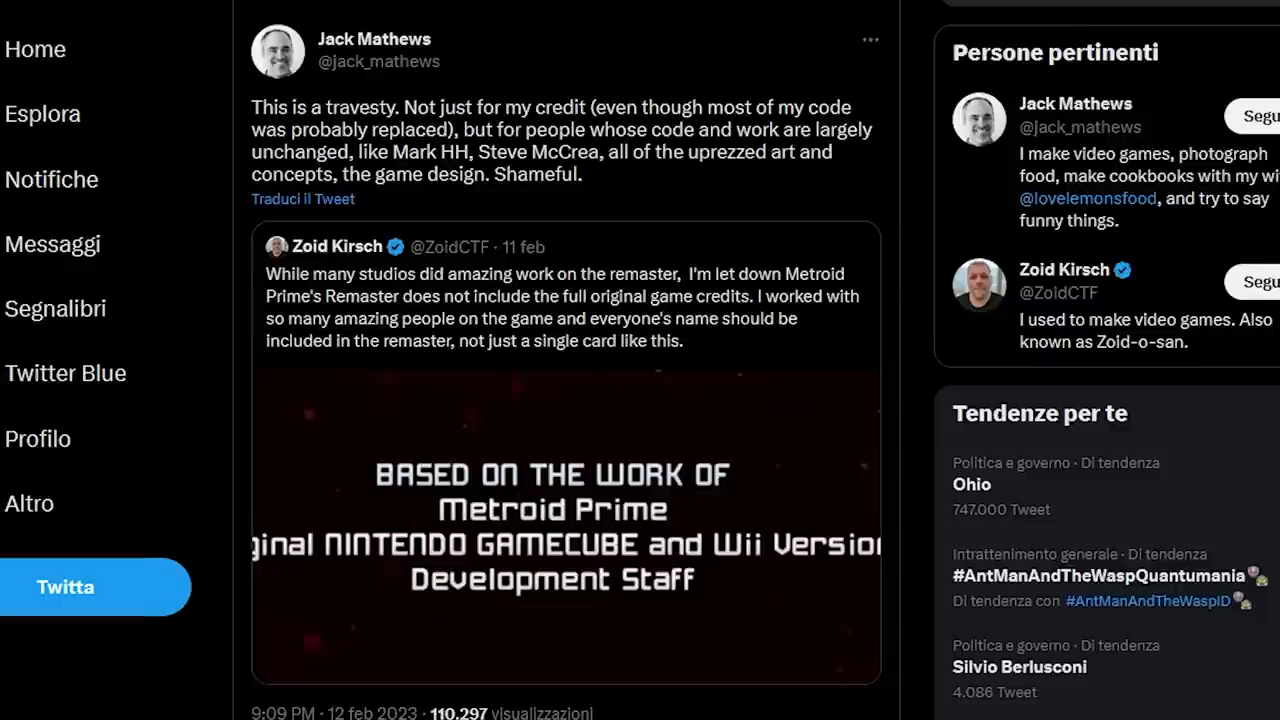 Home
Esplora
Notifiche
Messaggi
Segnalibri
Twitter Blue
Profilo
Altro
Twitta
Jack Mathews
@jack_mathews
This is a travesty. Not just for my credit (even though most of my code
was probably replaced), but for people whose code and work are largely
unchanged, like Mark HH, Steve McCrea, all of the uprezzed art and
concepts, the game design. Shameful.
Traduci il Tweet
Zoid Kirsch @ZoidCTF · 11 feb
While many studios did amazing work on the remaster, I'm let down Metroid
Prime's Remaster does not include the full original game credits. I worked with
so many amazing people on the game and everyone's name should be
included in the remaster, not just a single card like this.
BASED ON THE WORK OF
Metroid Prime
ginal NINTENDO GAMECUBE and Wii Version
Development Staff
9:09 PM · 12 feb 2023 · 110.297 visualizzazioni
Persone pertinenti
Jack Mathews
@jack_mathews
Segu
I make video games, photograph
food, make cookbooks with my wi
@lovelemonsfood, and try to say
funny things.
Zoid Kirsch
@ZoidCTF
Segu
I used to make video games. Also
known as Zoid-o-san.
Tendenze per te
Politica e governo · Di tendenza
Ohio
747.000 Tweet
Intrattenimento generale · Di tendenza
#AntManAndTheWaspQuantumania
Di tendenza con #AntManAndTheWaspID
Politica e governo · Di tendenza
Silvio Berlusconi
4.086 Tweet